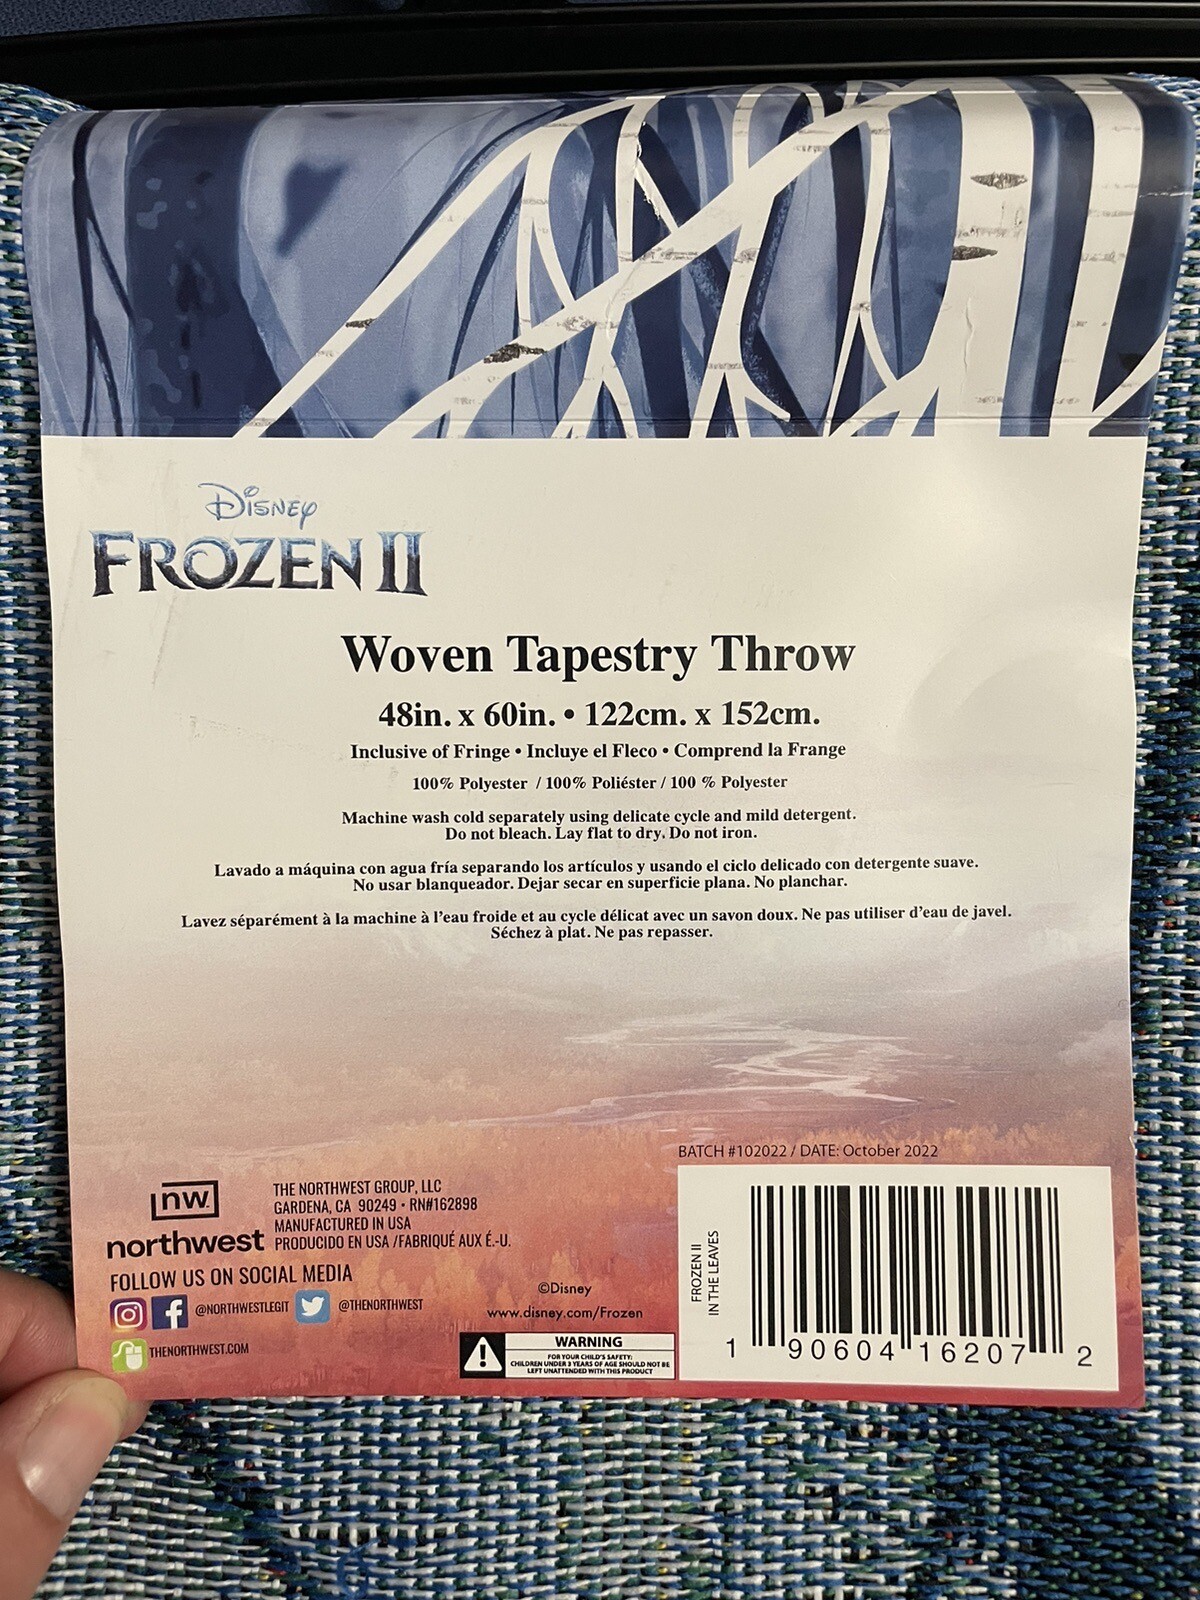 Disney
FROZEN II
Woven Tapestry Throw
48in. x 60in. • 122cm. x 152cm.
Inclusive of Fringe • Incluye el Fleco • Comprend la Frange
100% Polyester / 100% Poliéster / 100 % Polyester
Machine wash cold separately using delicate cycle and mild detergent.
Do not bleach. Lay flat to dry. Do not iron.
Lavado a máquina con agua fría separando los artículos y usando el ciclo delicado con detergente suave.
No usar blanqueador. Dejar secar en superficie plana. No planchar.
Lavez séparément à la machine à l'eau froide et au cycle délicat avec un savon doux. Ne pas utiliser d'eau de javel.
Séchez à plat. Ne pas repasser.
BATCH #102022 / DATE: October 2022
nw
northwest
THE NORTHWEST GROUP, LLC
GARDENA, CA 90249 • RN#162898
MANUFACTURED IN USA
PRODUCIDO EN USA /FABRIQUÉ AUX É.-U.
FOLLOW US ON SOCIAL MEDIA
@NORTHWESTLEGIT
@THENORTHWEST
THENORTHWEST.COM
©Disney
www.disney.com/Frozen
WARNING
FOR YOUR CHILD'S SAFETY:
CHILDREN UNDER 3 YEARS OF AGE SHOULD NOT BE
LEFT UNATTENDED WITH THIS PRODUCT
FROZEN II
IN THE LEAVES
1 90604 16207 2